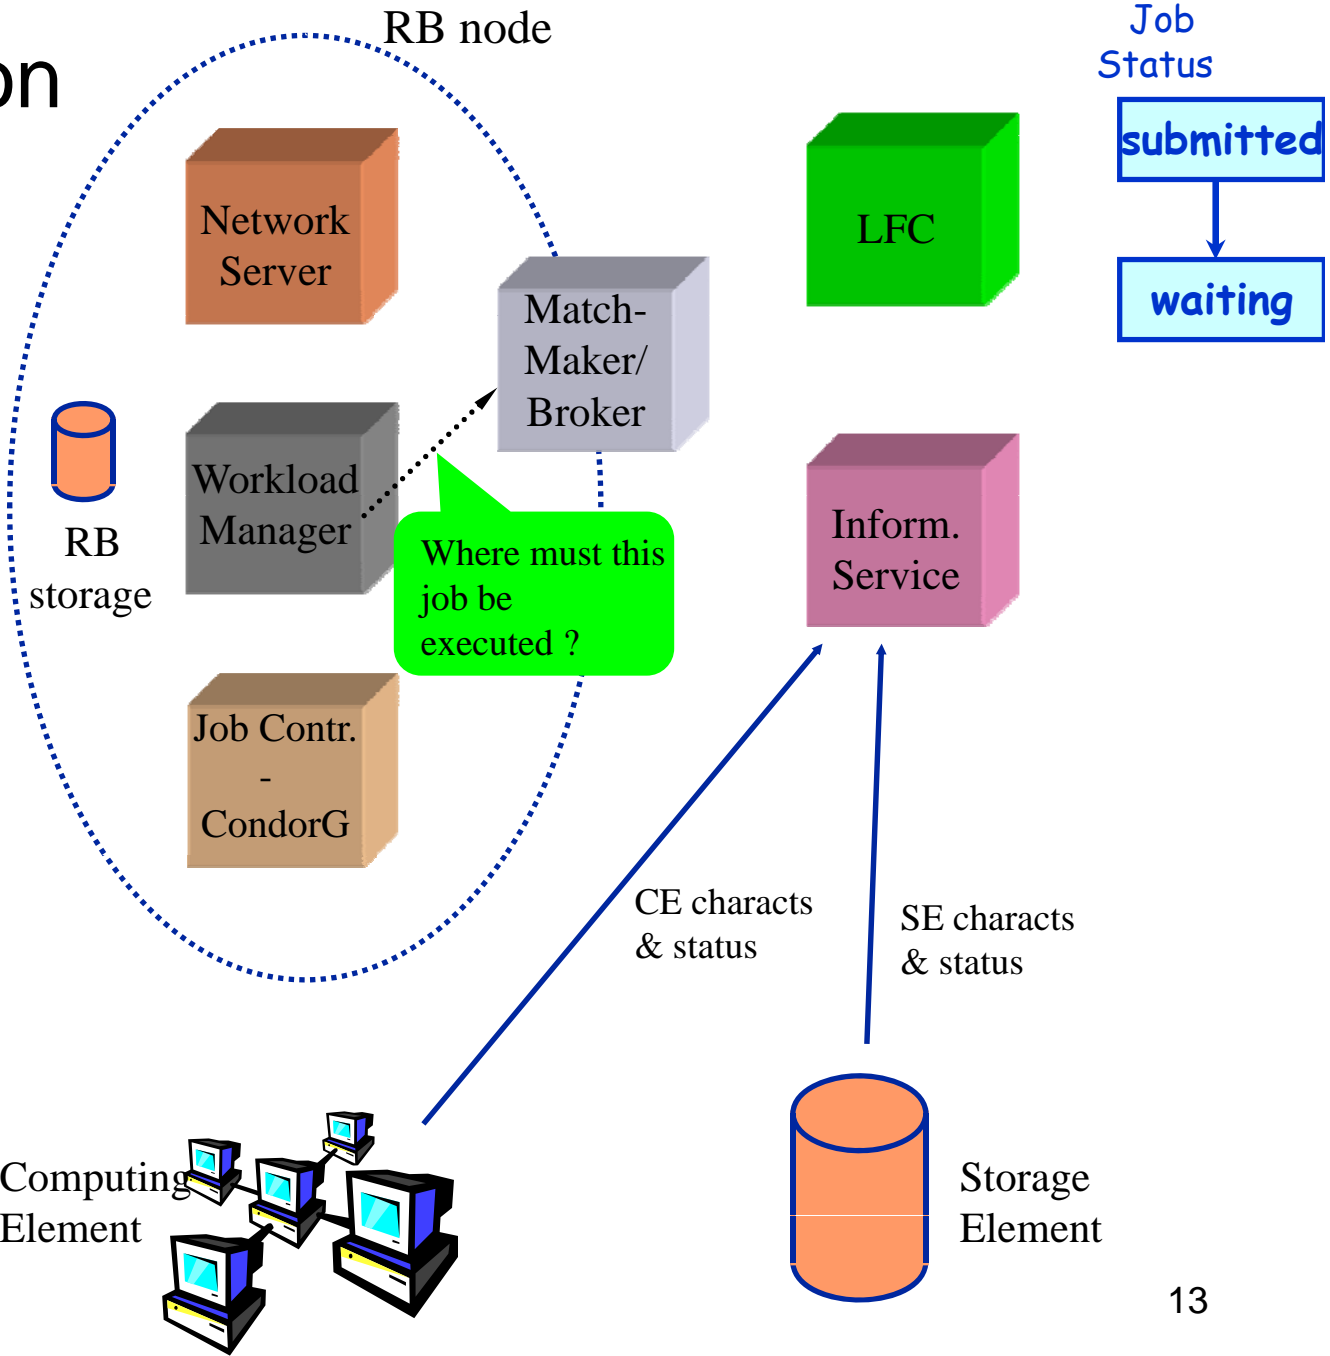 on
RB node
Job
Status
submitted
waiting
Network
Server
LFC
Match-
Maker/
Broker
Workload
Manager
RB
storage
Where must this
job be
executed ?
Inform.
Service
Job Contr.
-
CondorG
CE characts
& status
SE characts
& status
Computing
Element
Storage
Element
13